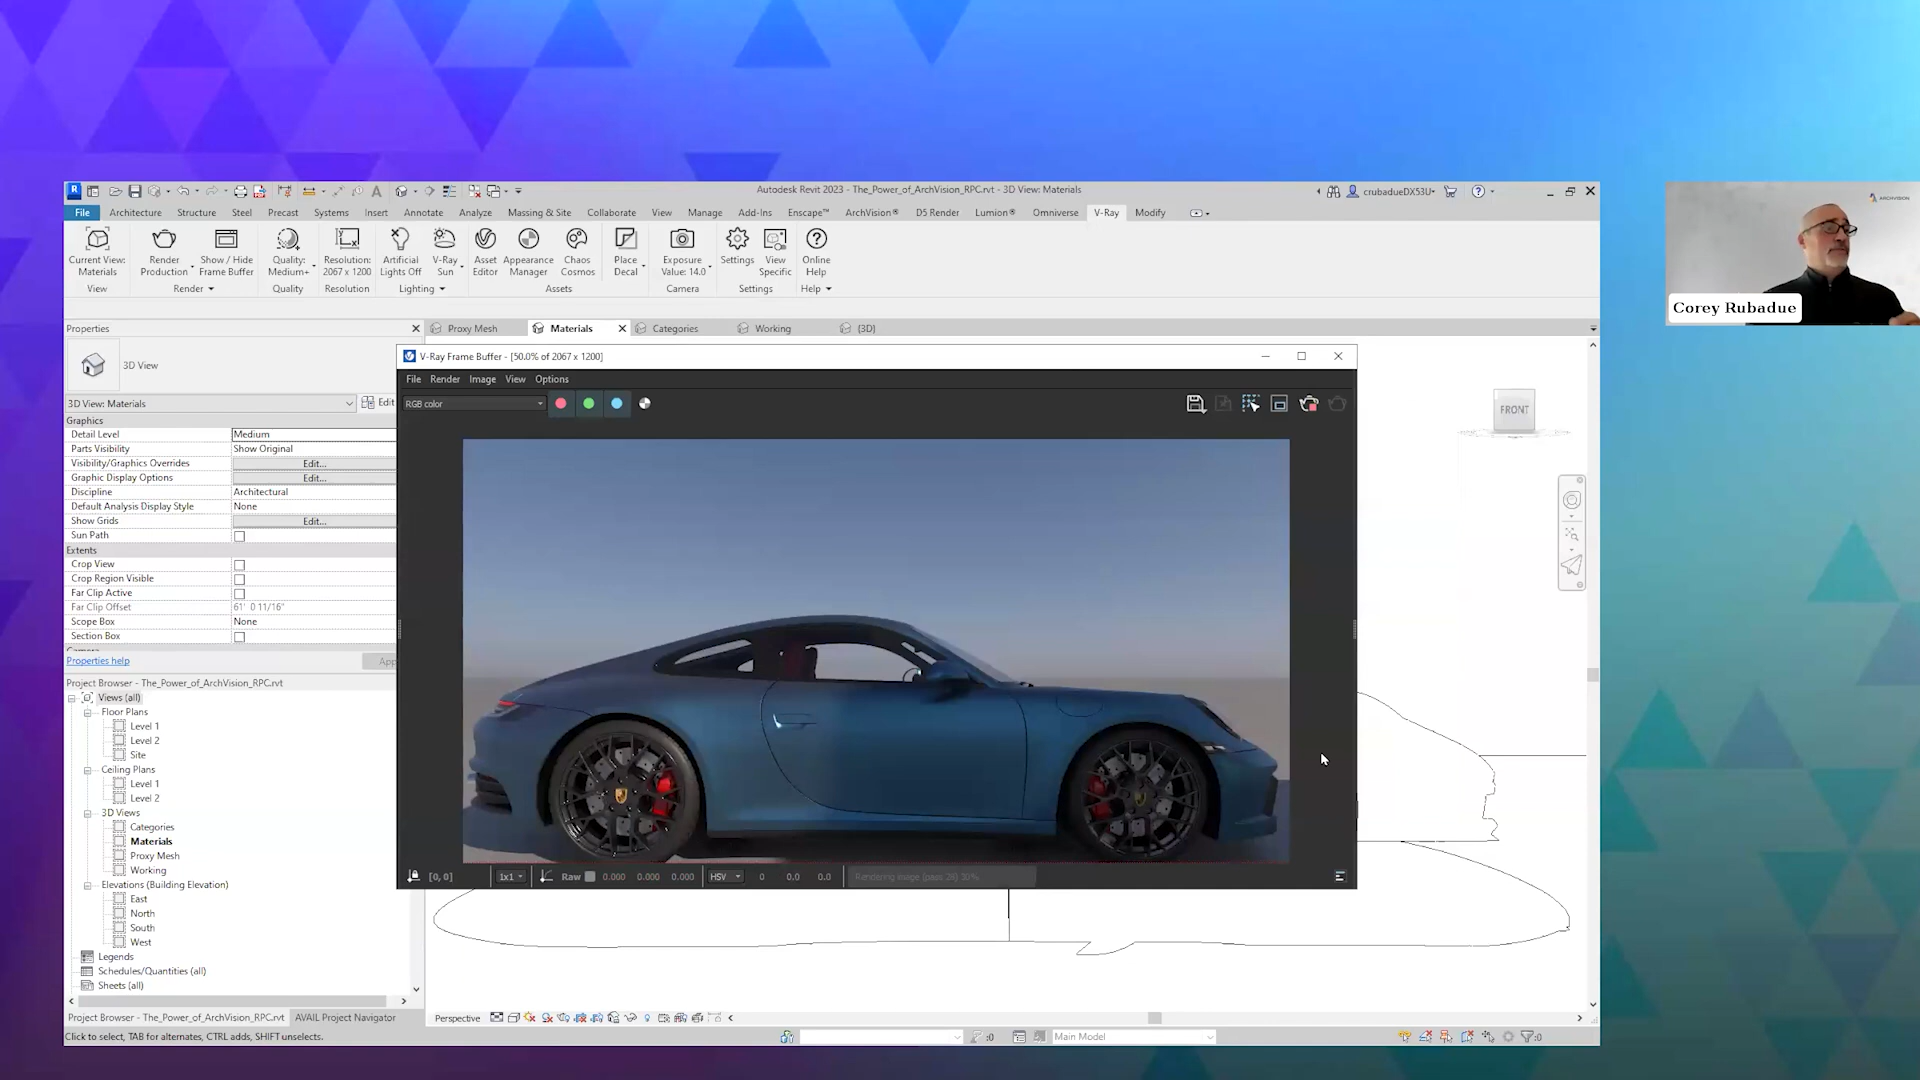 Autodesk Revit 2023 - The_Power_of_ArchVision_RPC.rvt - 3D View: Materials
crubadueDX53U
File Architecture Structure Steel Precast Systems Insert Annotate Analyze Massing & Site Collaborate View Manage Add-Ins Enscape™ ArchVision® D5 Render Lumion® Omniverse V-Ray Modify
Current View: Materials
Render Production
Show / Hide Frame Buffer
Quality: Medium+
Resolution: 2067 x 1200
Artificial Lights Off
V-Ray Sun
Asset Editor
Appearance Manager
Chaos Cosmos
Place Decal
Exposure Value: 14.0
Settings
View Specific
Online Help
View Render Quality Resolution Lighting Assets Camera Settings Help
ARCHVISION
Corey Rubadue
Properties
Proxy Mesh Materials Categories Working (3D)
3D View
3D View: Materials Edit
Graphics
Detail Level Medium
Parts Visibility Show Original
Visibility/Graphics Overrides Edit...
Graphic Display Options Edit...
Discipline Architectural
Default Analysis Display Style None
Show Grids Edit...
Sun Path
Extents
Crop View
Crop Region Visible
Far Clip Active
Far Clip Offset 61' 0 11/16"
Scope Box None
Section Box
Properties help App
V-Ray Frame Buffer - [50.0% of 2067 x 1200]
File Render Image View Options
RGB color
FRONT
[0, 0] 1x1 Raw 0.000 0.000 0.000 HSV 0 0.0 0.0 Rendering image (pass 28) 30%
Project Browser - The_Power_of_ArchVision_RPC.rvt
Views (all)
Floor Plans
Level 1
Level 2
Site
Ceiling Plans
Level 1
Level 2
3D Views
Categories
Materials
Proxy Mesh
Working
Elevations (Building Elevation)
East
North
South
West
Legends
Schedules/Quantities (all)
Sheets (all)
Project Browser - The_Power_of_ArchVision_RPC.rvt AVAIL Project Navigator
Perspective
Click to select, TAB for alternates, CTRL adds, SHIFT unselects.
:0
Main Model
:0